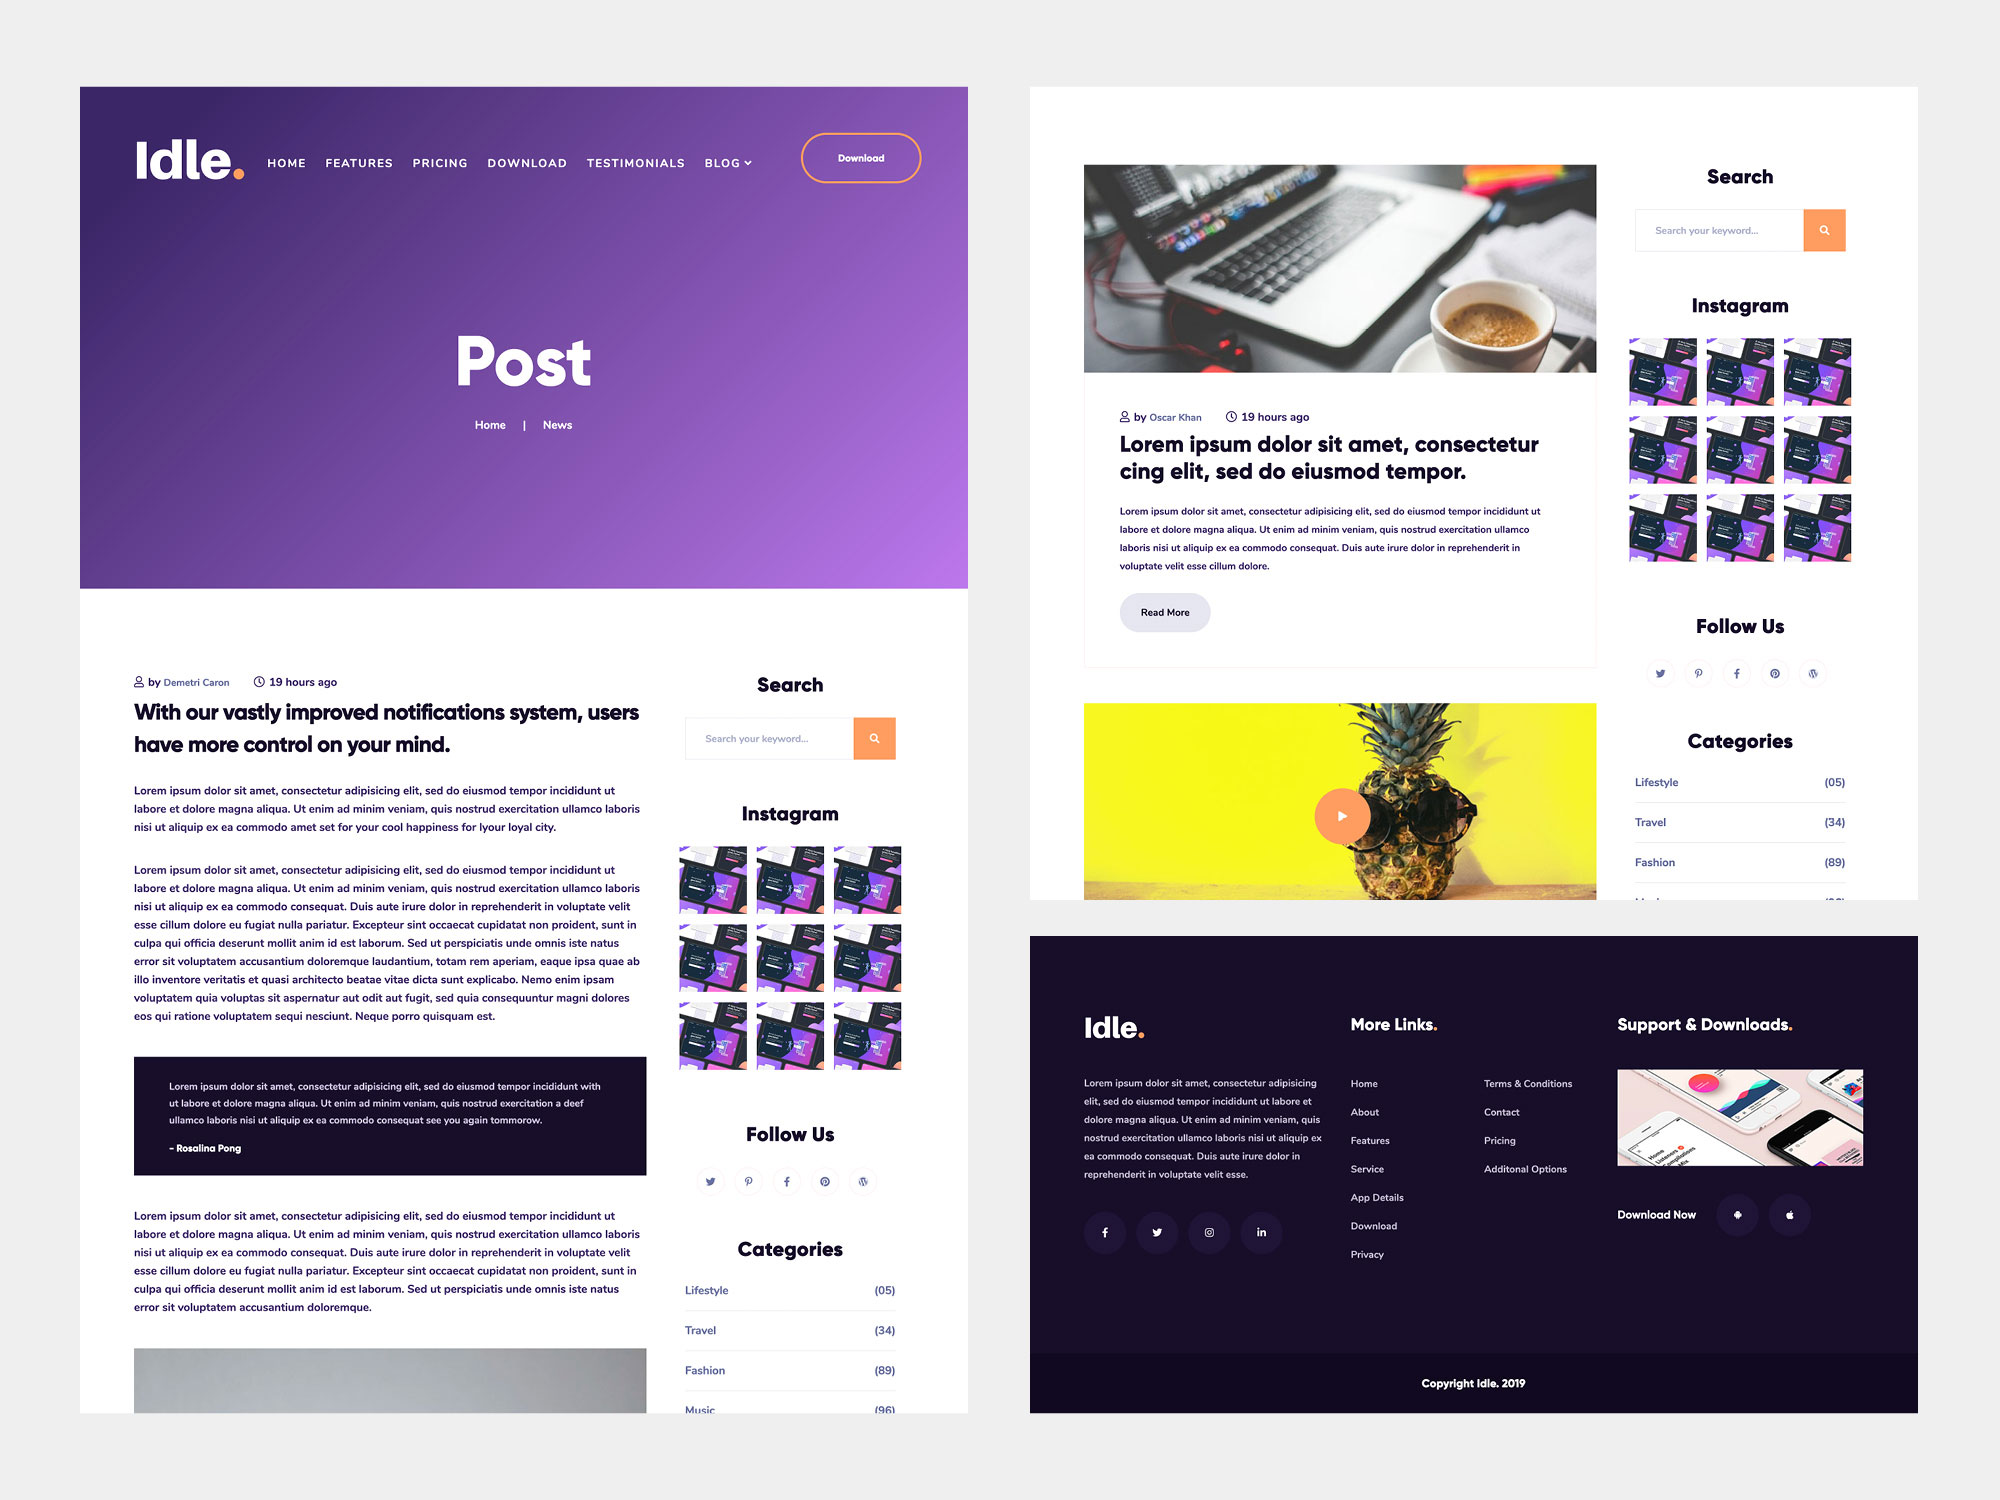 Idle.
HOME FEATURES PRICING DOWNLOAD TESTIMONIALS BLOG
Download
Post
Home | News
by Demetri Caron 19 hours ago
With our vastly improved notifications system, users
have more control on your mind.
Lorem ipsum dolor sit amet, consectetur adipisicing elit, sed do eiusmod tempor incididunt ut
labore et dolore magna aliqua. Ut enim ad minim veniam, quis nostrud exercitation ullamco laboris
nisi ut aliquip ex ea commodo amet set for your cool happiness for lyour loyal city.
Lorem ipsum dolor sit amet, consectetur adipisicing elit, sed do eiusmod tempor incididunt ut
labore et dolore magna aliqua. Ut enim ad minim veniam, quis nostrud exercitation ullamco laboris
nisi ut aliquip ex ea commodo consequat. Duis aute irure dolor in reprehenderit in voluptate velit
esse cillum dolore eu fugiat nulla pariatur. Excepteur sint occaecat cupidatat non proident, sunt in
culpa qui officia deserunt mollit anim id est laborum. Sed ut perspiciatis unde omnis iste natus
error sit voluptatem accusantium doloremque laudantium, totam rem aperiam, eaque ipsa quae ab
illo inventore veritatis et quasi architecto beatae vitae dicta sunt explicabo. Nemo enim ipsam
voluptatem quia voluptas sit aspernatur aut odit aut fugit, sed quia consequuntur magni dolores
eos qui ratione voluptatem sequi nesciunt. Neque porro quisquam est.
Lorem ipsum dolor sit amet, consectetur adipisicing elit, sed do eiusmod tempor incididunt with
ut labore et dolore magna aliqua. Ut enim ad minim veniam, quis nostrud exercitation a deef
ullamco laboris nisi ut aliquip ex ea commodo consequat see you again tommorow.
- Rosalina Pong
Lorem ipsum dolor sit amet, consectetur adipisicing elit, sed do eiusmod tempor incididunt ut
labore et dolore magna aliqua. Ut enim ad minim veniam, quis nostrud exercitation ullamco laboris
nisi ut aliquip ex ea commodo consequat. Duis aute irure dolor in reprehenderit in voluptate velit
esse cillum dolore eu fugiat nulla pariatur. Excepteur sint occaecat cupidatat non proident, sunt in
culpa qui officia deserunt mollit anim id est laborum. Sed ut perspiciatis unde omnis iste natus
error sit voluptatem accusantium doloremque.
Search
Search your keyword...
Instagram
Follow Us
Categories
Lifestyle (05)
Travel (34)
Fashion (89)
Music (96)
by Oscar Khan 19 hours ago
Lorem ipsum dolor sit amet, consectetur
cing elit, sed do eiusmod tempor.
Lorem ipsum dolor sit amet, consectetur adipisicing elit, sed do eiusmod tempor incididunt ut
labore et dolore magna aliqua. Ut enim ad minim veniam, quis nostrud exercitation ullamco
laboris nisi ut aliquip ex ea commodo consequat. Duis aute irure dolor in reprehenderit in
voluptate velit esse cillum dolore.
Read More
Search
Search your keyword...
Instagram
Follow Us
Categories
Lifestyle (05)
Travel (34)
Fashion (89)
Idle.
Lorem ipsum dolor sit amet, consectetur adipisicing
elit, sed do eiusmod tempor incididunt ut labore et
dolore magna aliqua. Ut enim ad minim veniam, quis
nostrud exercitation ullamco laboris nisi ut aliquip ex
ea commodo consequat. Duis aute irure dolor in
reprehenderit in voluptate velit esse.
More Links.
Home
About
Features
Service
App Details
Download
Privacy
Terms & Conditions
Contact
Pricing
Additonal Options
Support & Downloads.
Home
Listeners
Compilations
Mix
Download Now
Copyright Idle. 2019